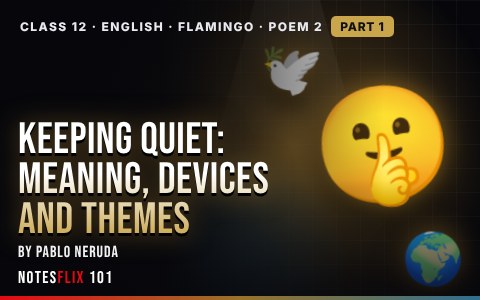 CLASS 12 · ENGLISH · FLAMINGO · POEM 2 PART 1
KEEPING QUIET:
MEANING, DEVICES
AND THEMES
BY PABLO NERUDA
NOTESFLIX 101